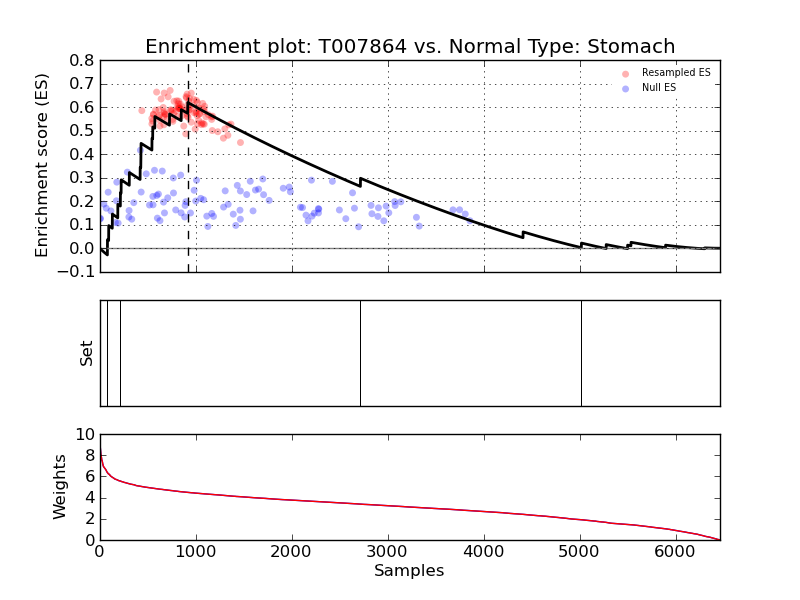 Enrichment plot: T007864 vs. Normal Type: Stomach
0.8
0.7
0.6
0.5
0.4
0.3
0.2
0.1
0.0
−0.1
Enrichment score (ES)
Resampled ES
Null ES
Set
10
8
6
4
2
0
Weights
0 1000 2000 3000 4000 5000 6000
Samples